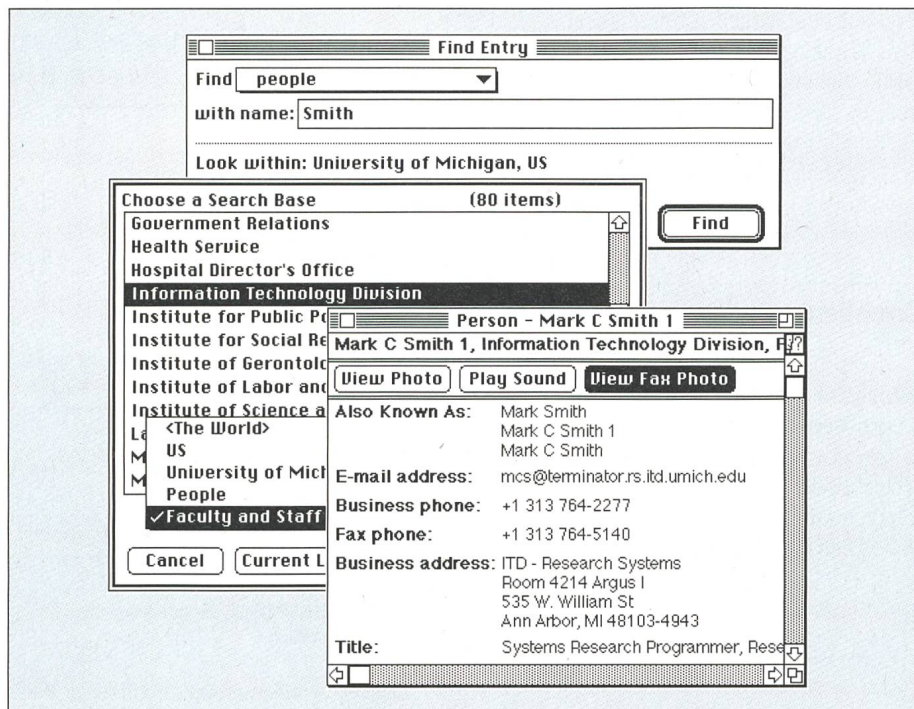 Find Entry
Find people
with name: Smith
Look within: University of Michigan, US
Find
Choose a Search Base (80 items)
Government Relations
Health Service
Hospital Director's Office
Information Technology Division
Institute for Public
Institute for Social
Institute of
Institute of Labor and
Institute of Science
<The World>
US
University of
People
✓Faculty and Staff
Cancel
Current
Person - Mark C Smith 1
Mark C Smith 1, Information Technology Division,
View Photo
Play Sound
View Fax Photo
Also Known As: Mark Smith
Mark C Smith 1
Mark C Smith
E-mail address: mcs@terminator.rs.itd.umich.edu
Business phone: +1 313 764-2277
Fax phone: +1 313 764-5140
Business address: ITD - Research Systems
Room 4214 Argus I
535 W. William St
Ann Arbor, MI 48103-4943
Title: Systems Research Programmer,